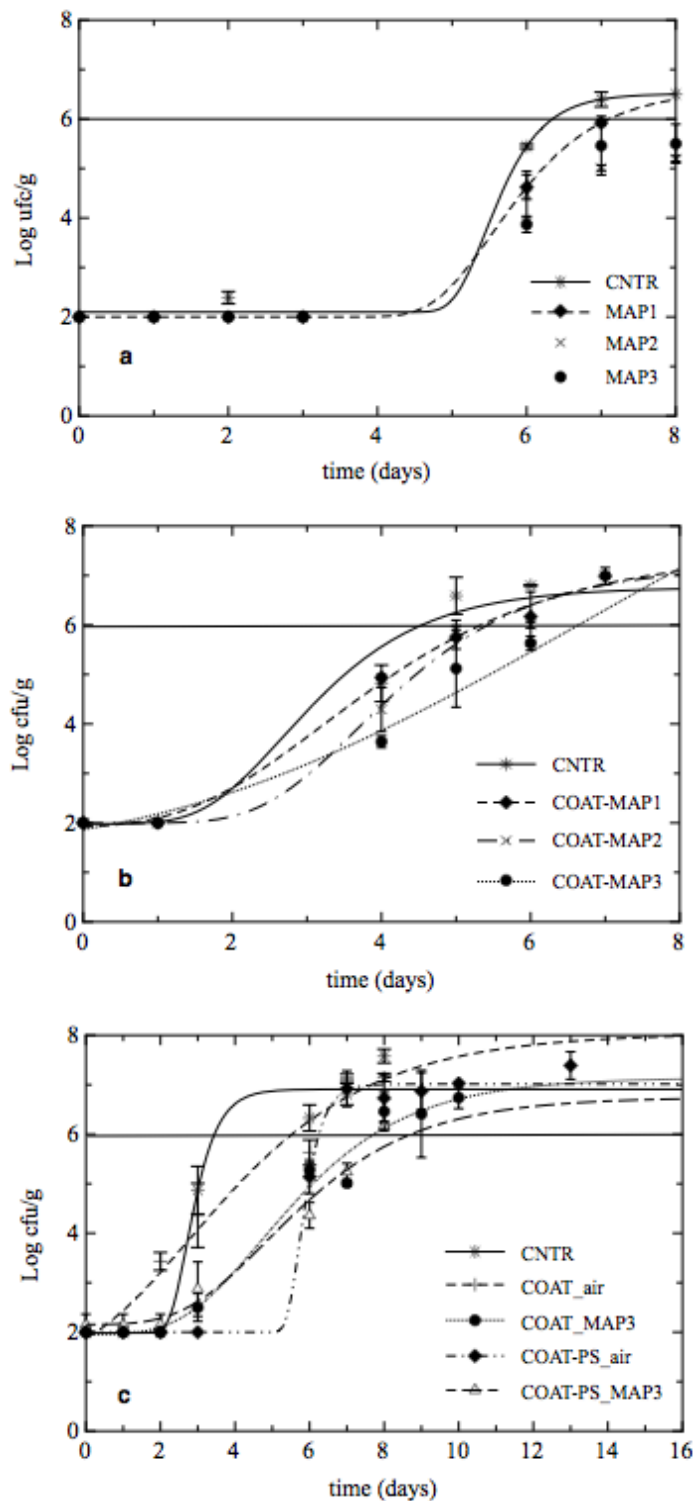 8
6
Log ufc/g
4
CNTR
MAP1
2
MAP2
a
MAP3
0
0 2 4 6 8
time (days)
8
6
Log cfu/g
4
CNTR
COAT-MAP1
2
COAT-MAP2
b
COAT-MAP3
0
0 2 4 6 8
time (days)
8
6
Log cfu/g
4
CNTR
COAT_air
2
COAT_MAP3
COAT-PS_air
c
COAT-PS_MAP3
0
0 2 4 6 8 10 12 14 16
time (days)